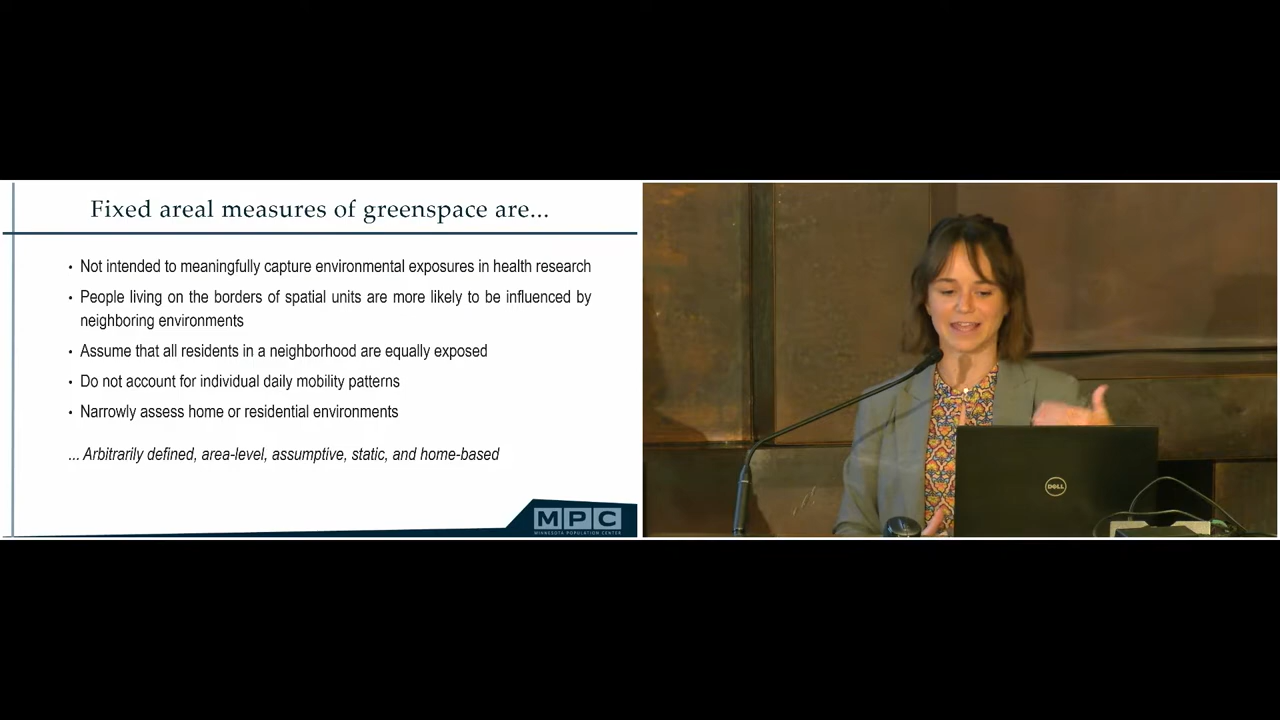 Fixed areal measures of greenspace are...
• Not intended to meaningfully capture environmental exposures in health research
• People living on the borders of spatial units are more likely to be influenced by
neighboring environments
• Assume that all residents in a neighborhood are equally exposed
• Do not account for individual daily mobility patterns
• Narrowly assess home or residential environments
... Arbitrarily defined, area-level, assumptive, static, and home-based
MPC
MINNESOTA POPULATION CENTER
DELL